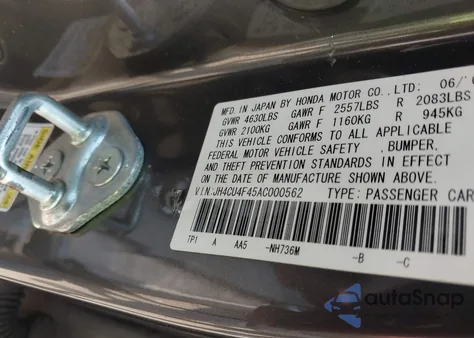 MFD. IN JAPAN BY HONDA MOTOR CO.,LTD. 06/
GVWR 4630LBS GAWR F 2557LBS R 2083LBS
GVWR 2100KG GAWR F 1160KG R 945KG
THIS VEHICLE CONFORMS TO ALL APPLICABLE
FEDERAL MOTOR VEHICLE SAFETY , BUMPER,
AND THEFT PREVENTION STANDARDS IN EFFECT
ON THE DATE OF MANUFACTURE SHOWN ABOVE.
V.I.N.:JH4CU4F45AC000562 TYPE: PASSENGER CAR
TP1 A AA5 -NH736M -B -C
autoSnap